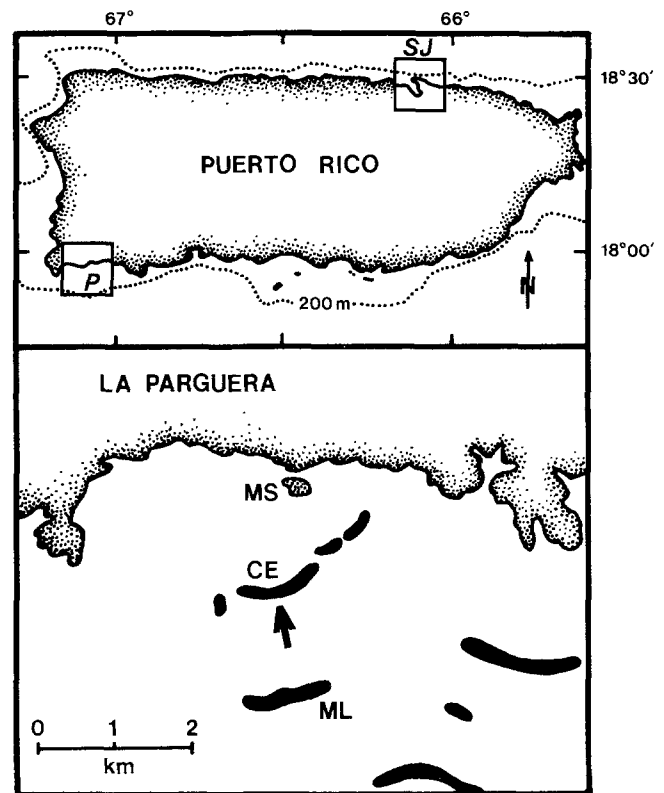 67° 66°
SJ
18°30'
PUERTO RICO
18°00'
P
N
200 m
LA PARGUERA
MS
CE
ML
0 1 2
km